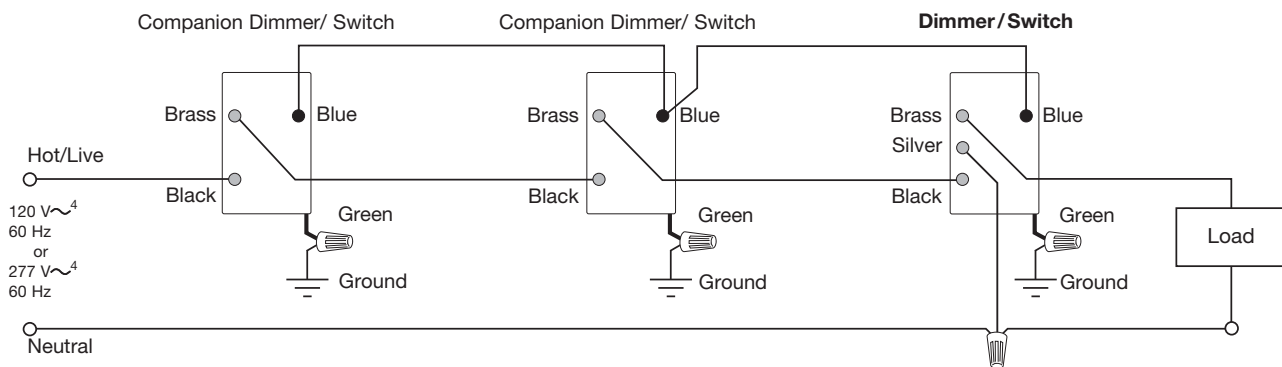 Companion Dimmer/ Switch
Companion Dimmer/ Switch
Dimmer/Switch
Brass
Blue
Brass
Blue
Brass
Blue
Silver
Hot/Live
Black
Black
Black
120 V~4
60 Hz
or
277 V~4
60 Hz
Green
Green
Green
Load
Ground
Ground
Ground
Neutral